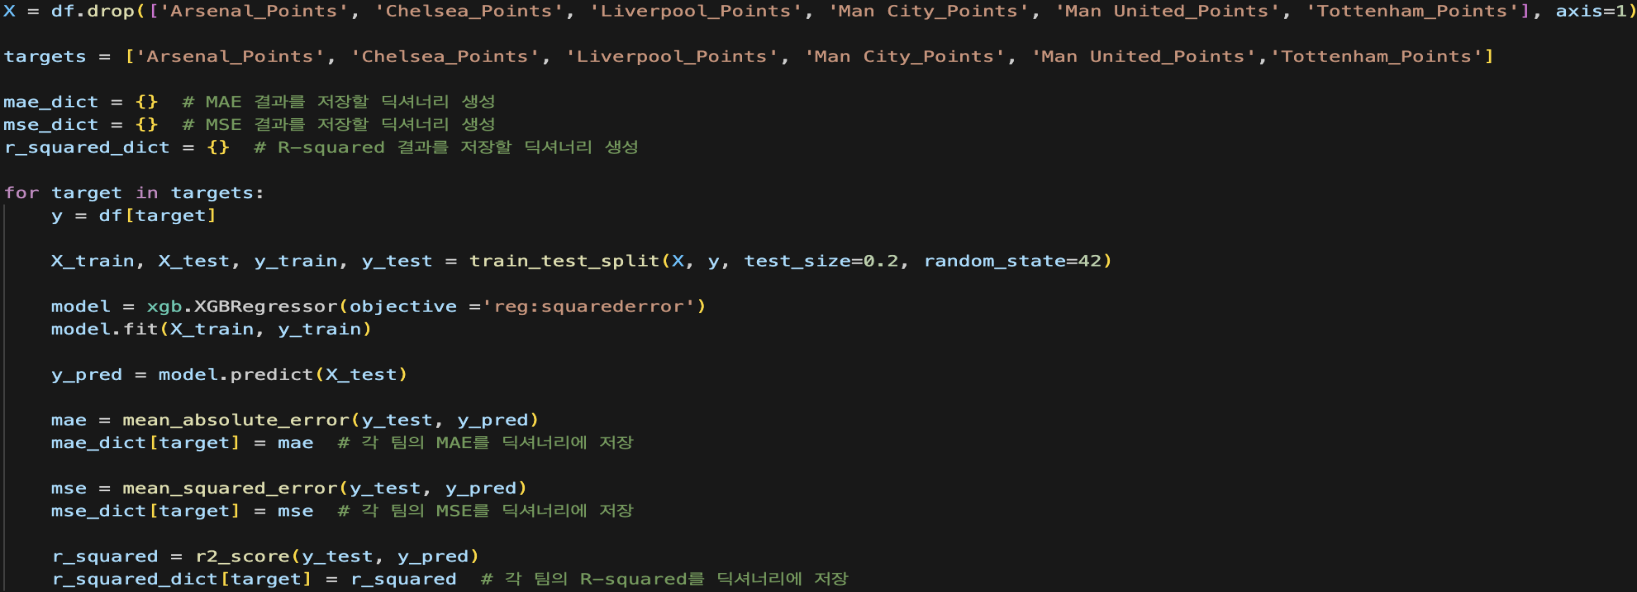 X = df.drop(['Arsenal_Points', 'Chelsea_Points', 'Liverpool_Points', 'Man City_Points', 'Man United_Points', 'Tottenham_Points'], axis=1)
targets = ['Arsenal_Points', 'Chelsea_Points', 'Liverpool_Points', 'Man City_Points', 'Man United_Points','Tottenham_Points']
mae_dict = {}  # MAE 결과를 저장할 딕셔너리 생성
mse_dict = {}  # MSE 결과를 저장할 딕셔너리 생성
r_squared_dict = {}  # R-squared 결과를 저장할 딕셔너리 생성
for target in targets:
    y = df[target]
    X_train, X_test, y_train, y_test = train_test_split(X, y, test_size=0.2, random_state=42)
    model = xgb.XGBRegressor(objective ='reg:squarederror')
    model.fit(X_train, y_train)
    y_pred = model.predict(X_test)
    mae = mean_absolute_error(y_test, y_pred)
    mae_dict[target] = mae  # 각 팀의 MAE를 딕셔너리에 저장
    mse = mean_squared_error(y_test, y_pred)
    mse_dict[target] = mse  # 각 팀의 MSE를 딕셔너리에 저장
    r_squared = r2_score(y_test, y_pred)
    r_squared_dict[target] = r_squared  # 각 팀의 R-squared를 딕셔너리에 저장